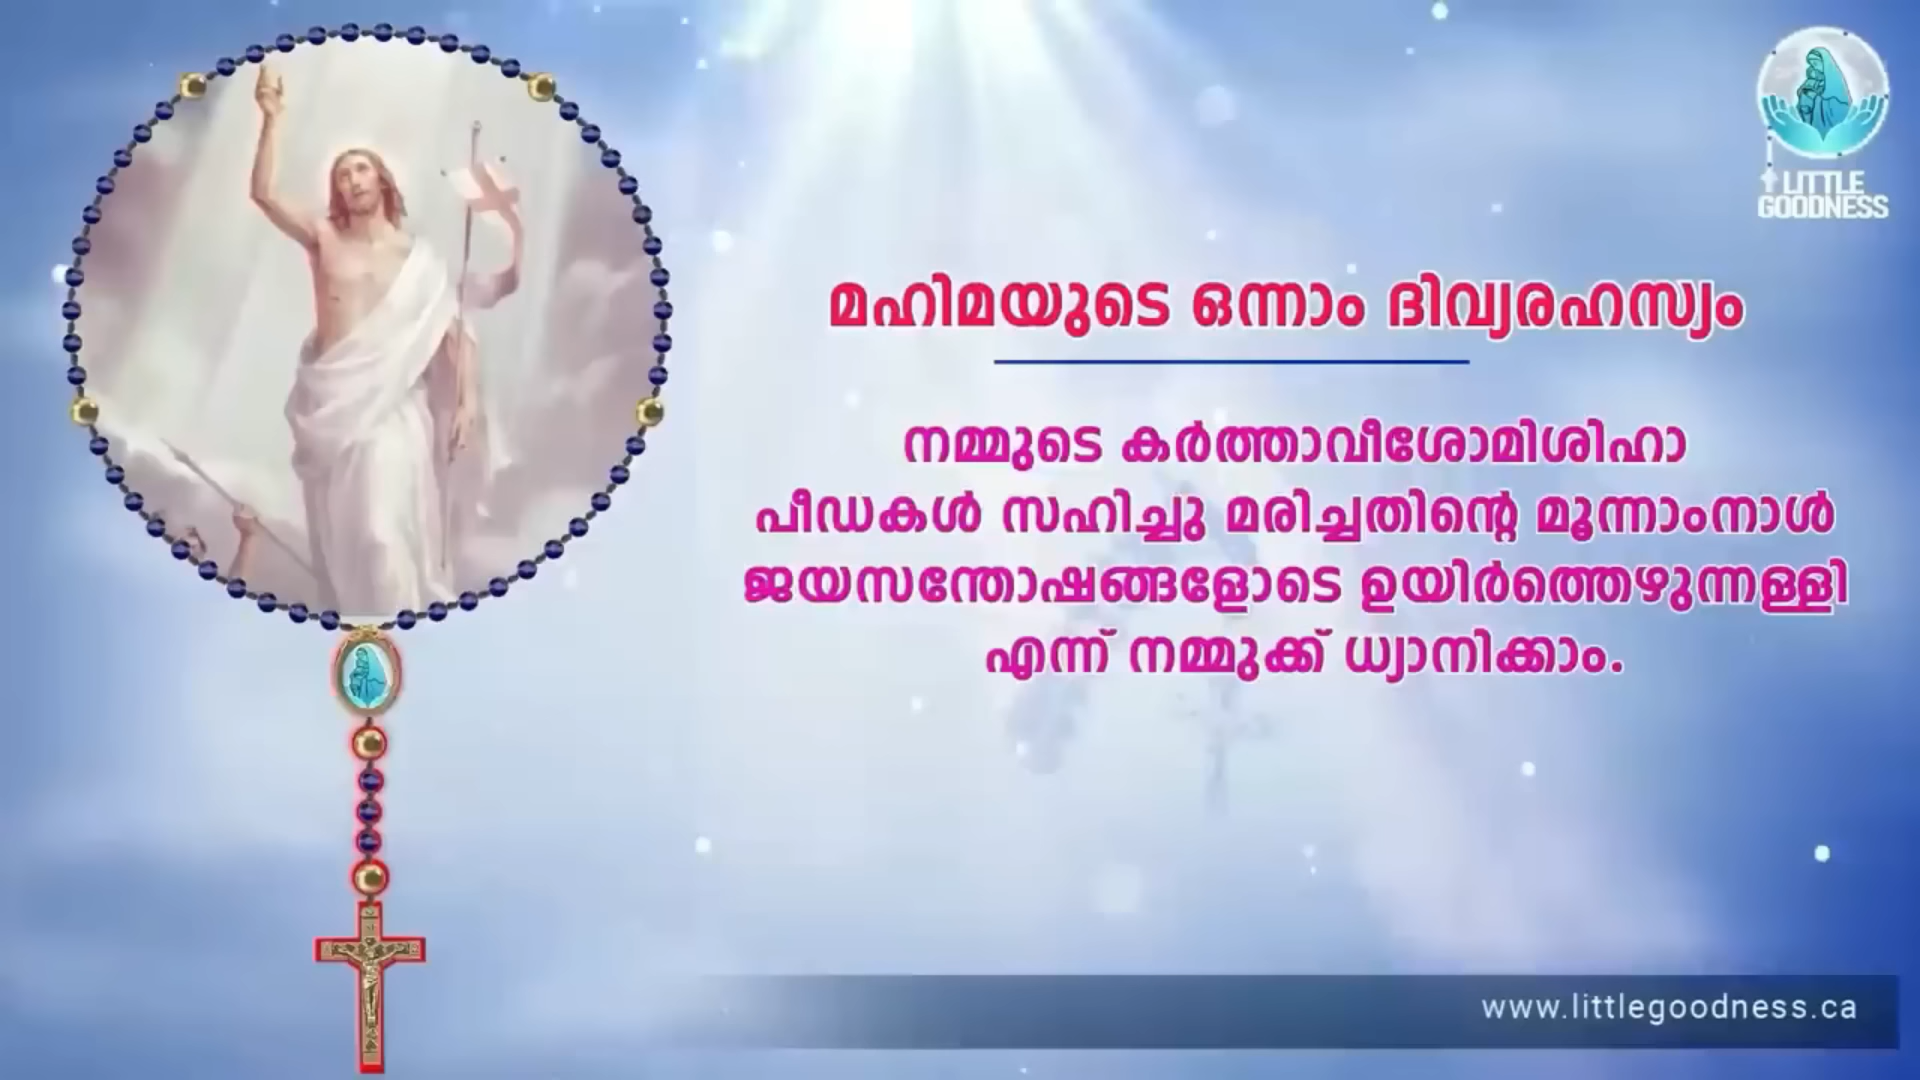 LITTLE
GOODNESS
മഹിമയുടെ ഒന്നാം ദിവ്യരഹസ്യം
നമ്മുടെ കർത്താവീശോമിശിഹാ
പീഡകൾ സഹിച്ചു മരിച്ചതിന്റെ മൂന്നാംനാൾ
ജയസന്തോഷങ്ങളോടെ ഉയിർത്തെഴുന്നള്ളി
എന്ന് നമ്മുക്ക് ധ്യാനിക്കാം.
www.littlegoodness.ca